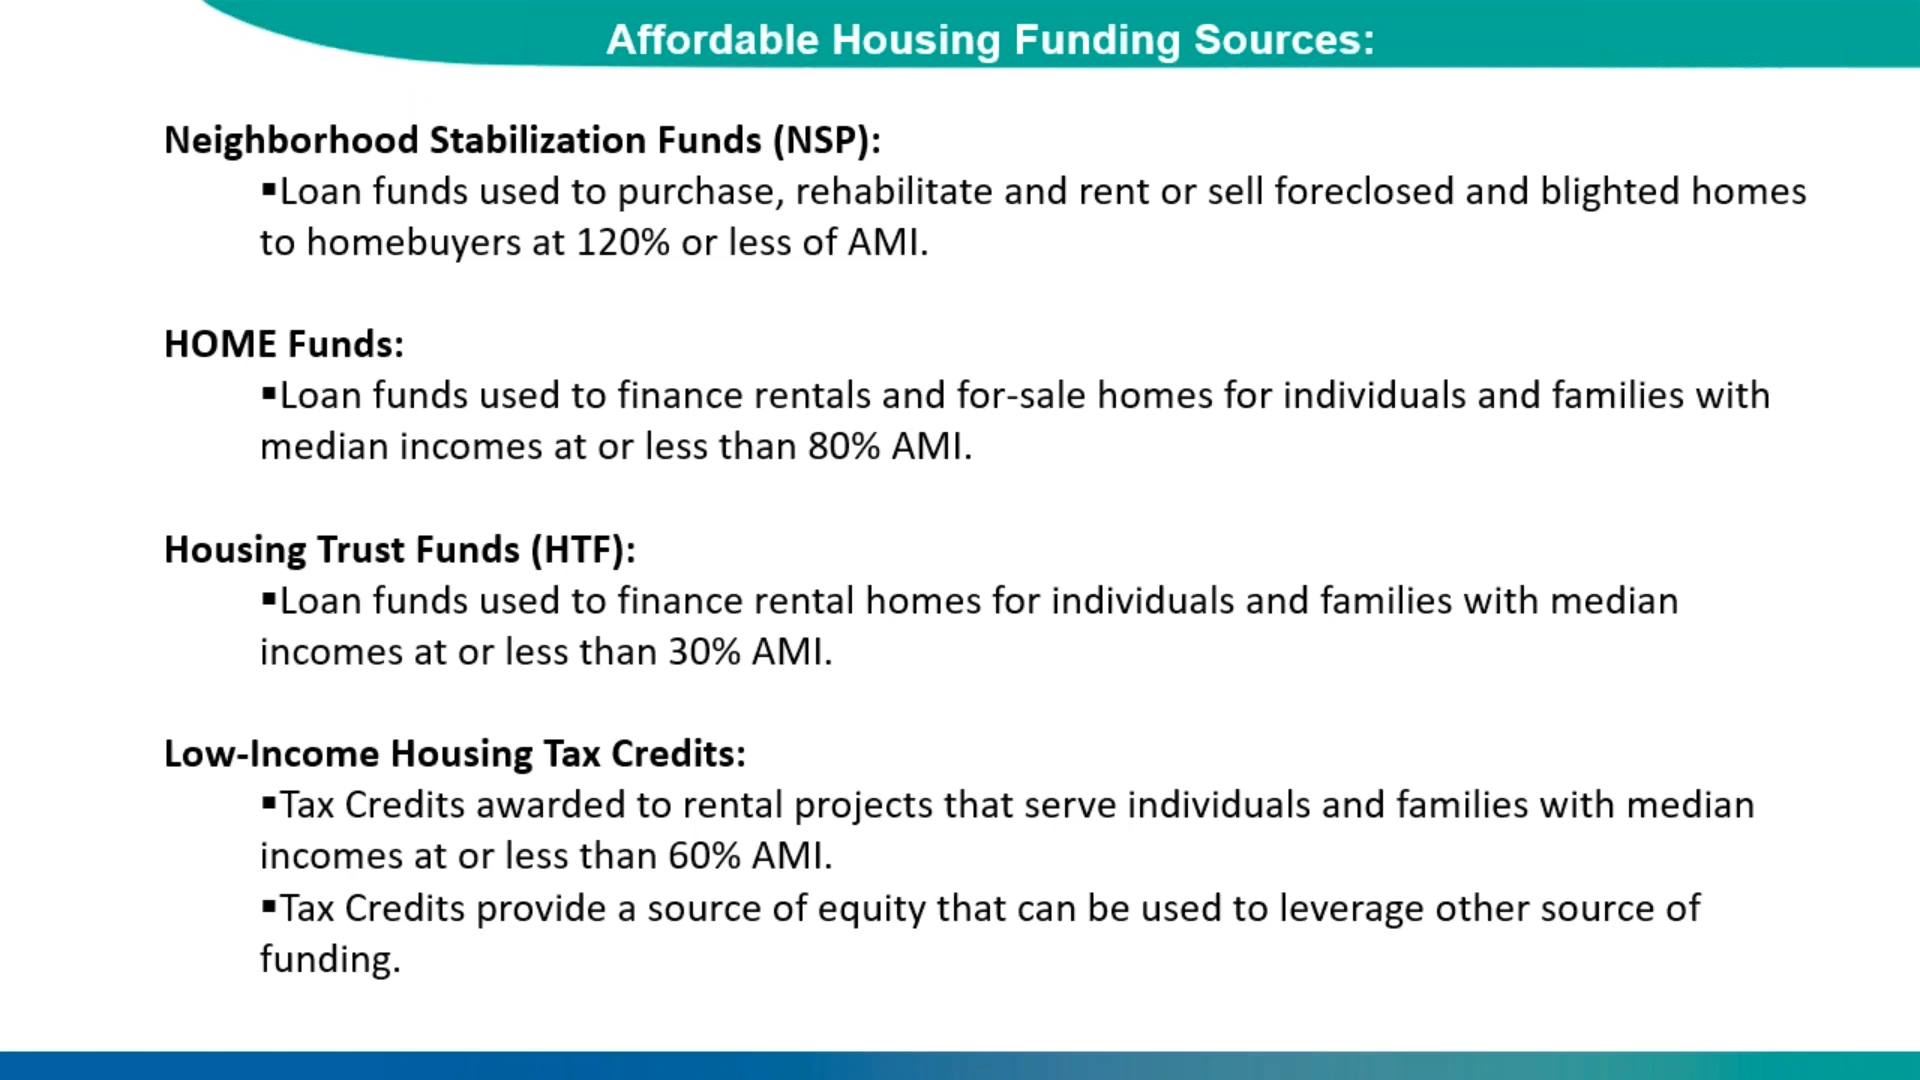 Affordable Housing Funding Sources:
Neighborhood Stabilization Funds (NSP):
▪Loan funds used to purchase, rehabilitate and rent or sell foreclosed and blighted homes
to homebuyers at 120% or less of AMI.
HOME Funds:
▪Loan funds used to finance rentals and for-sale homes for individuals and families with
median incomes at or less than 80% AMI.
Housing Trust Funds (HTF):
▪Loan funds used to finance rental homes for individuals and families with median
incomes at or less than 30% AMI.
Low-Income Housing Tax Credits:
▪Tax Credits awarded to rental projects that serve individuals and families with median
incomes at or less than 60% AMI.
▪Tax Credits provide a source of equity that can be used to leverage other source of
funding.